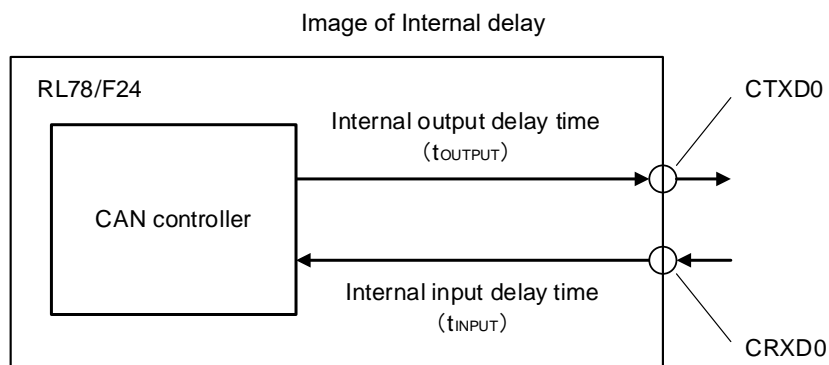 Image of Internal delay
RL78/F24
CTXD0
Internal output delay time
(tOUTPUT)
CAN controller
Internal input delay time
(tINPUT)
CRXD0